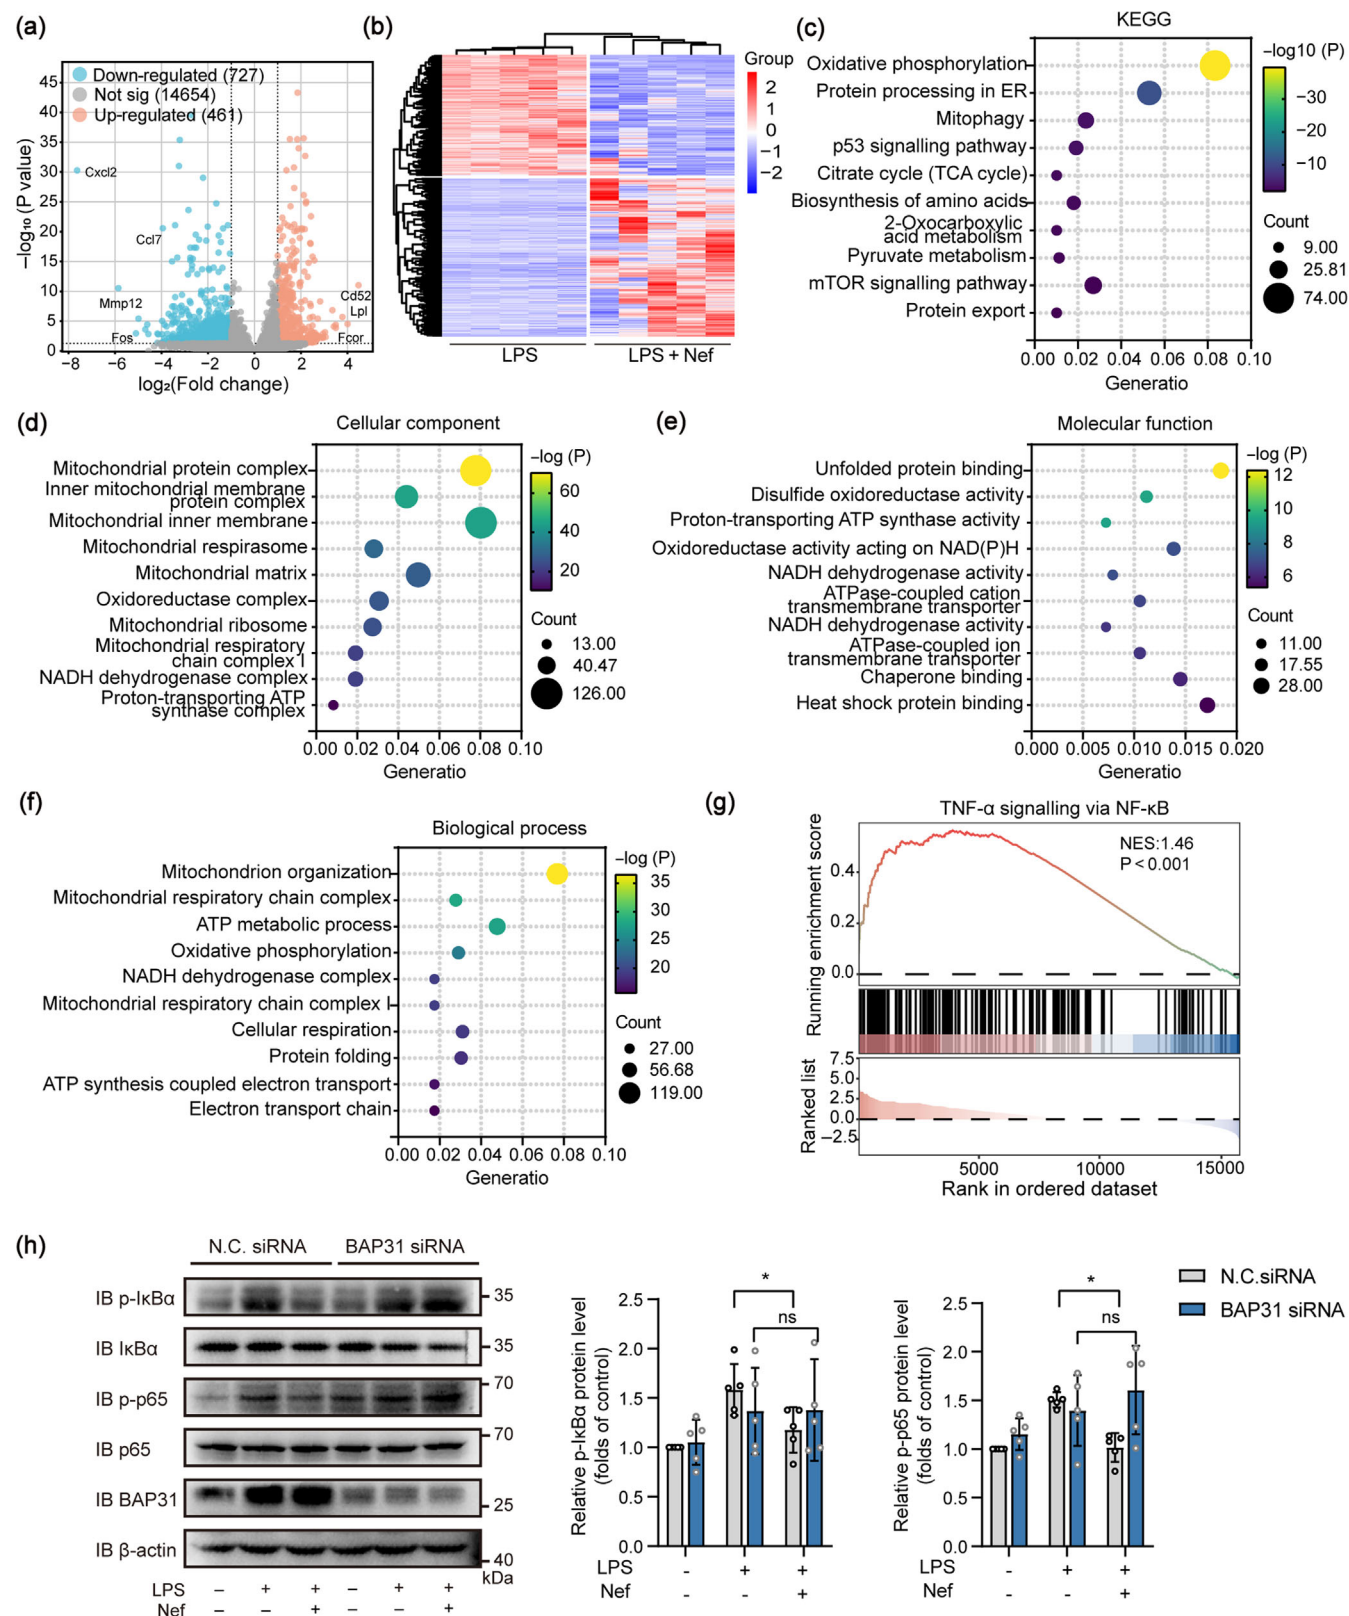 (a)
Down-regulated (727)
Not sig (14654)
Up-regulated (461)
45
40
35
30
25
20
15
10
5
0
−log₁₀ (P value)
Cxcl2
Ccl7
Mmp12
Fos
Cd52
Lpl
Fcor
−8 −6 −4 −2 0 2 4
log₂(Fold change)
(b)
Group
2
1
0
−1
−2
LPS
LPS + Nef
(c)
KEGG
Oxidative phosphorylation
Protein processing in ER
Mitophagy
p53 signalling pathway
Citrate cycle (TCA cycle)
Biosynthesis of amino acids
2-Oxocarboxylic
acid metabolism
Pyruvate metabolism
mTOR signalling pathway
Protein export
0.00 0.02 0.04 0.06 0.08 0.10
Generatio
−log10 (P)
−30
−20
−10
Count
9.00
25.81
74.00
(d)
Cellular component
Mitochondrial protein complex
Inner mitochondrial membrane
protein complex
Mitochondrial inner membrane
Mitochondrial respirasome
Mitochondrial matrix
Oxidoreductase complex
Mitochondrial ribosome
Mitochondrial respiratory
chain complex I
NADH dehydrogenase complex
Proton-transporting ATP
synthase complex
0.00 0.02 0.04 0.06 0.08 0.10
Generatio
−log (P)
60
40
20
Count
13.00
40.47
126.00
(e)
Molecular function
Unfolded protein binding
Disulfide oxidoreductase activity
Proton-transporting ATP synthase activity
Oxidoreductase activity acting on NAD(P)H
NADH dehydrogenase activity
ATPase-coupled cation
transmembrane transporter
NADH dehydrogenase activity
ATPase-coupled ion
transmembrane transporter
Chaperone binding
Heat shock protein binding
0.000 0.005 0.010 0.015 0.020
Generatio
−log (P)
12
10
8
6
Count
11.00
17.55
28.00
(f)
Biological process
Mitochondrion organization
Mitochondrial respiratory chain complex
ATP metabolic process
Oxidative phosphorylation
NADH dehydrogenase complex
Mitochondrial respiratory chain complex I
Cellular respiration
Protein folding
ATP synthesis coupled electron transport
Electron transport chain
0.00 0.02 0.04 0.06 0.08 0.10
Generatio
−log (P)
35
30
25
20
Count
27.00
56.68
119.00
(g)
TNF-α signalling via NF-κB
NES:1.46
P < 0.001
Running enrichment score
0.4
0.2
0.0
Ranked list
7.5
5.0
2.5
0.0
−2.5
5000 10000 15000
Rank in ordered dataset
(h)
N.C. siRNA BAP31 siRNA
IB p-IκBα
35
IB IκBα
35
IB p-p65
70
IB p65
70
IB BAP31
25
IB β-actin
40
kDa
LPS − + + − + +
Nef + +
Relative p-IκBα protein level
(folds of control)
2.5
2.0
1.5
1.0
0.5
0.0
*
ns
LPS - + +
Nef - +
Relative p-p65 protein level
(folds of control)
2.5
2.0
1.5
1.0
0.5
0.0
*
ns
- + +
- +
N.C.siRNA
BAP31 siRNA